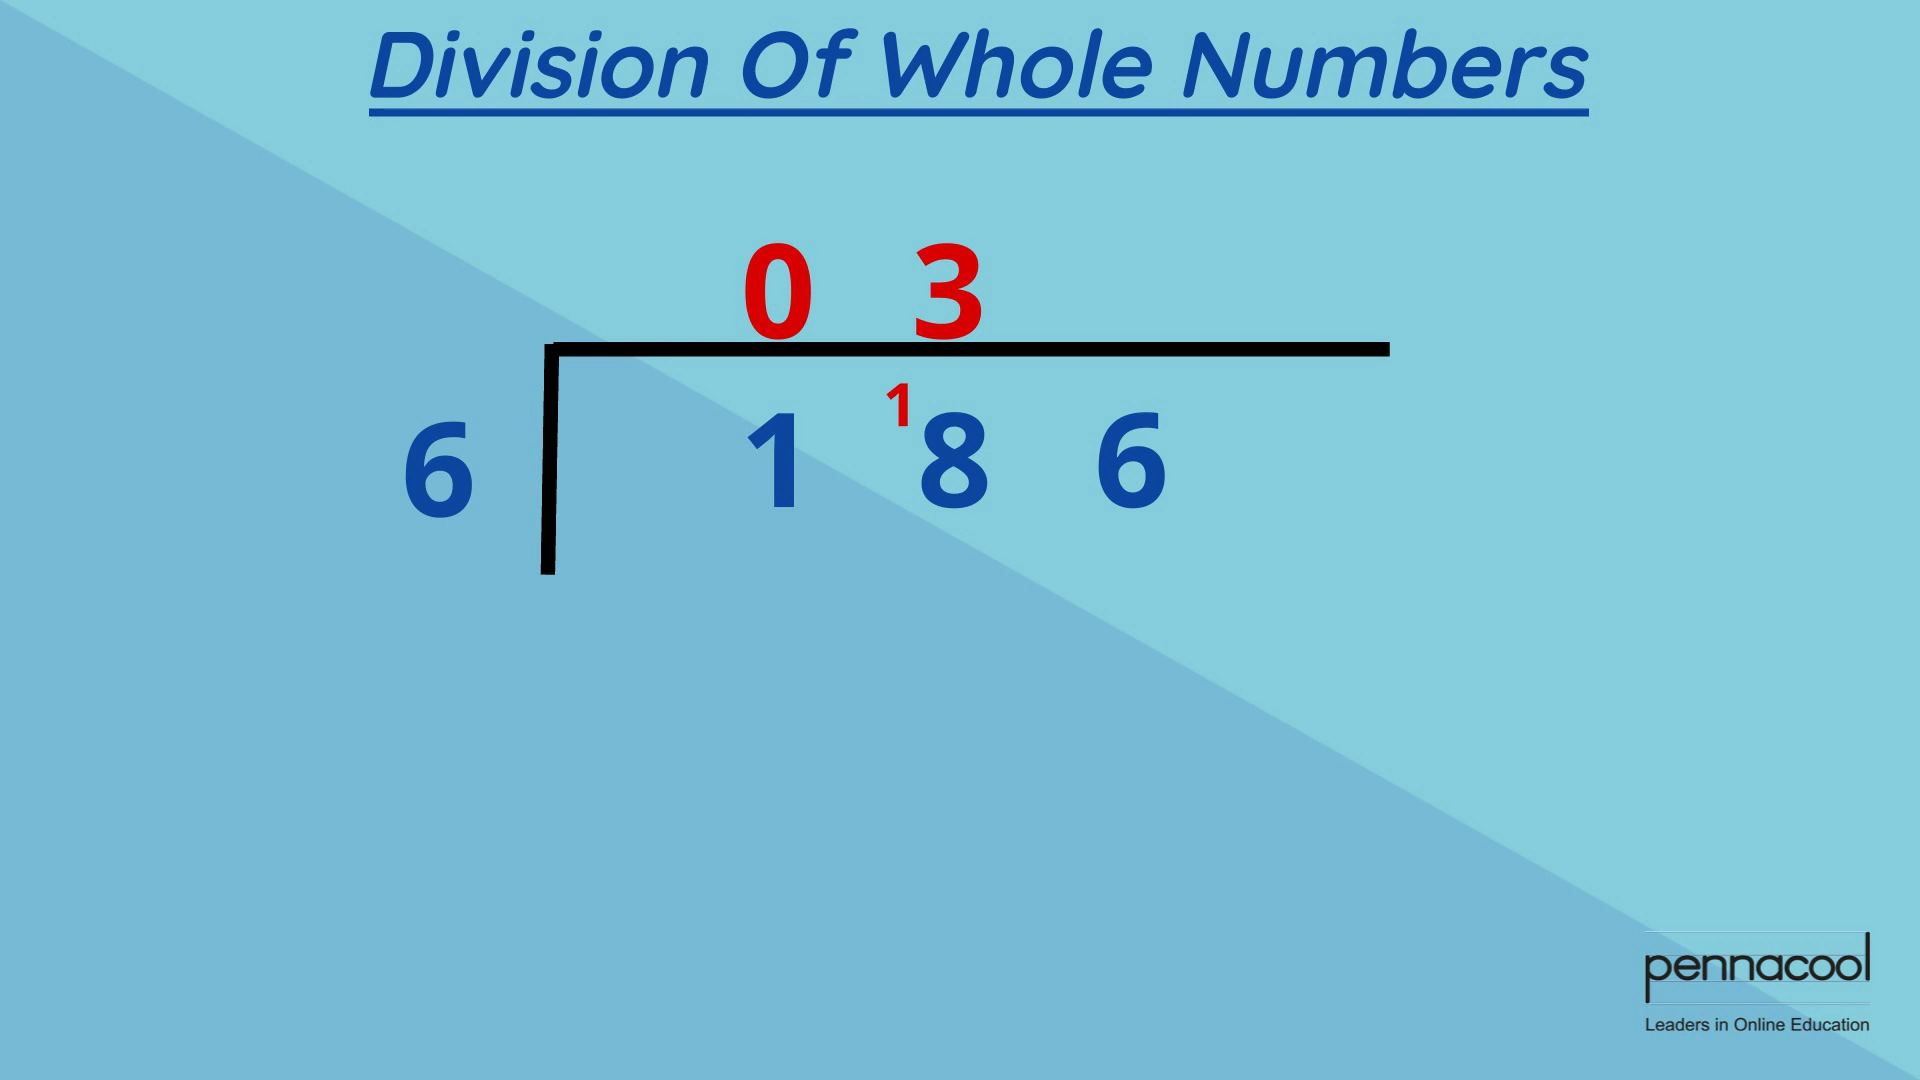 Division Of Whole Numbers
0 3
6 1 1 8 6
pennacool
Leaders in Online Education